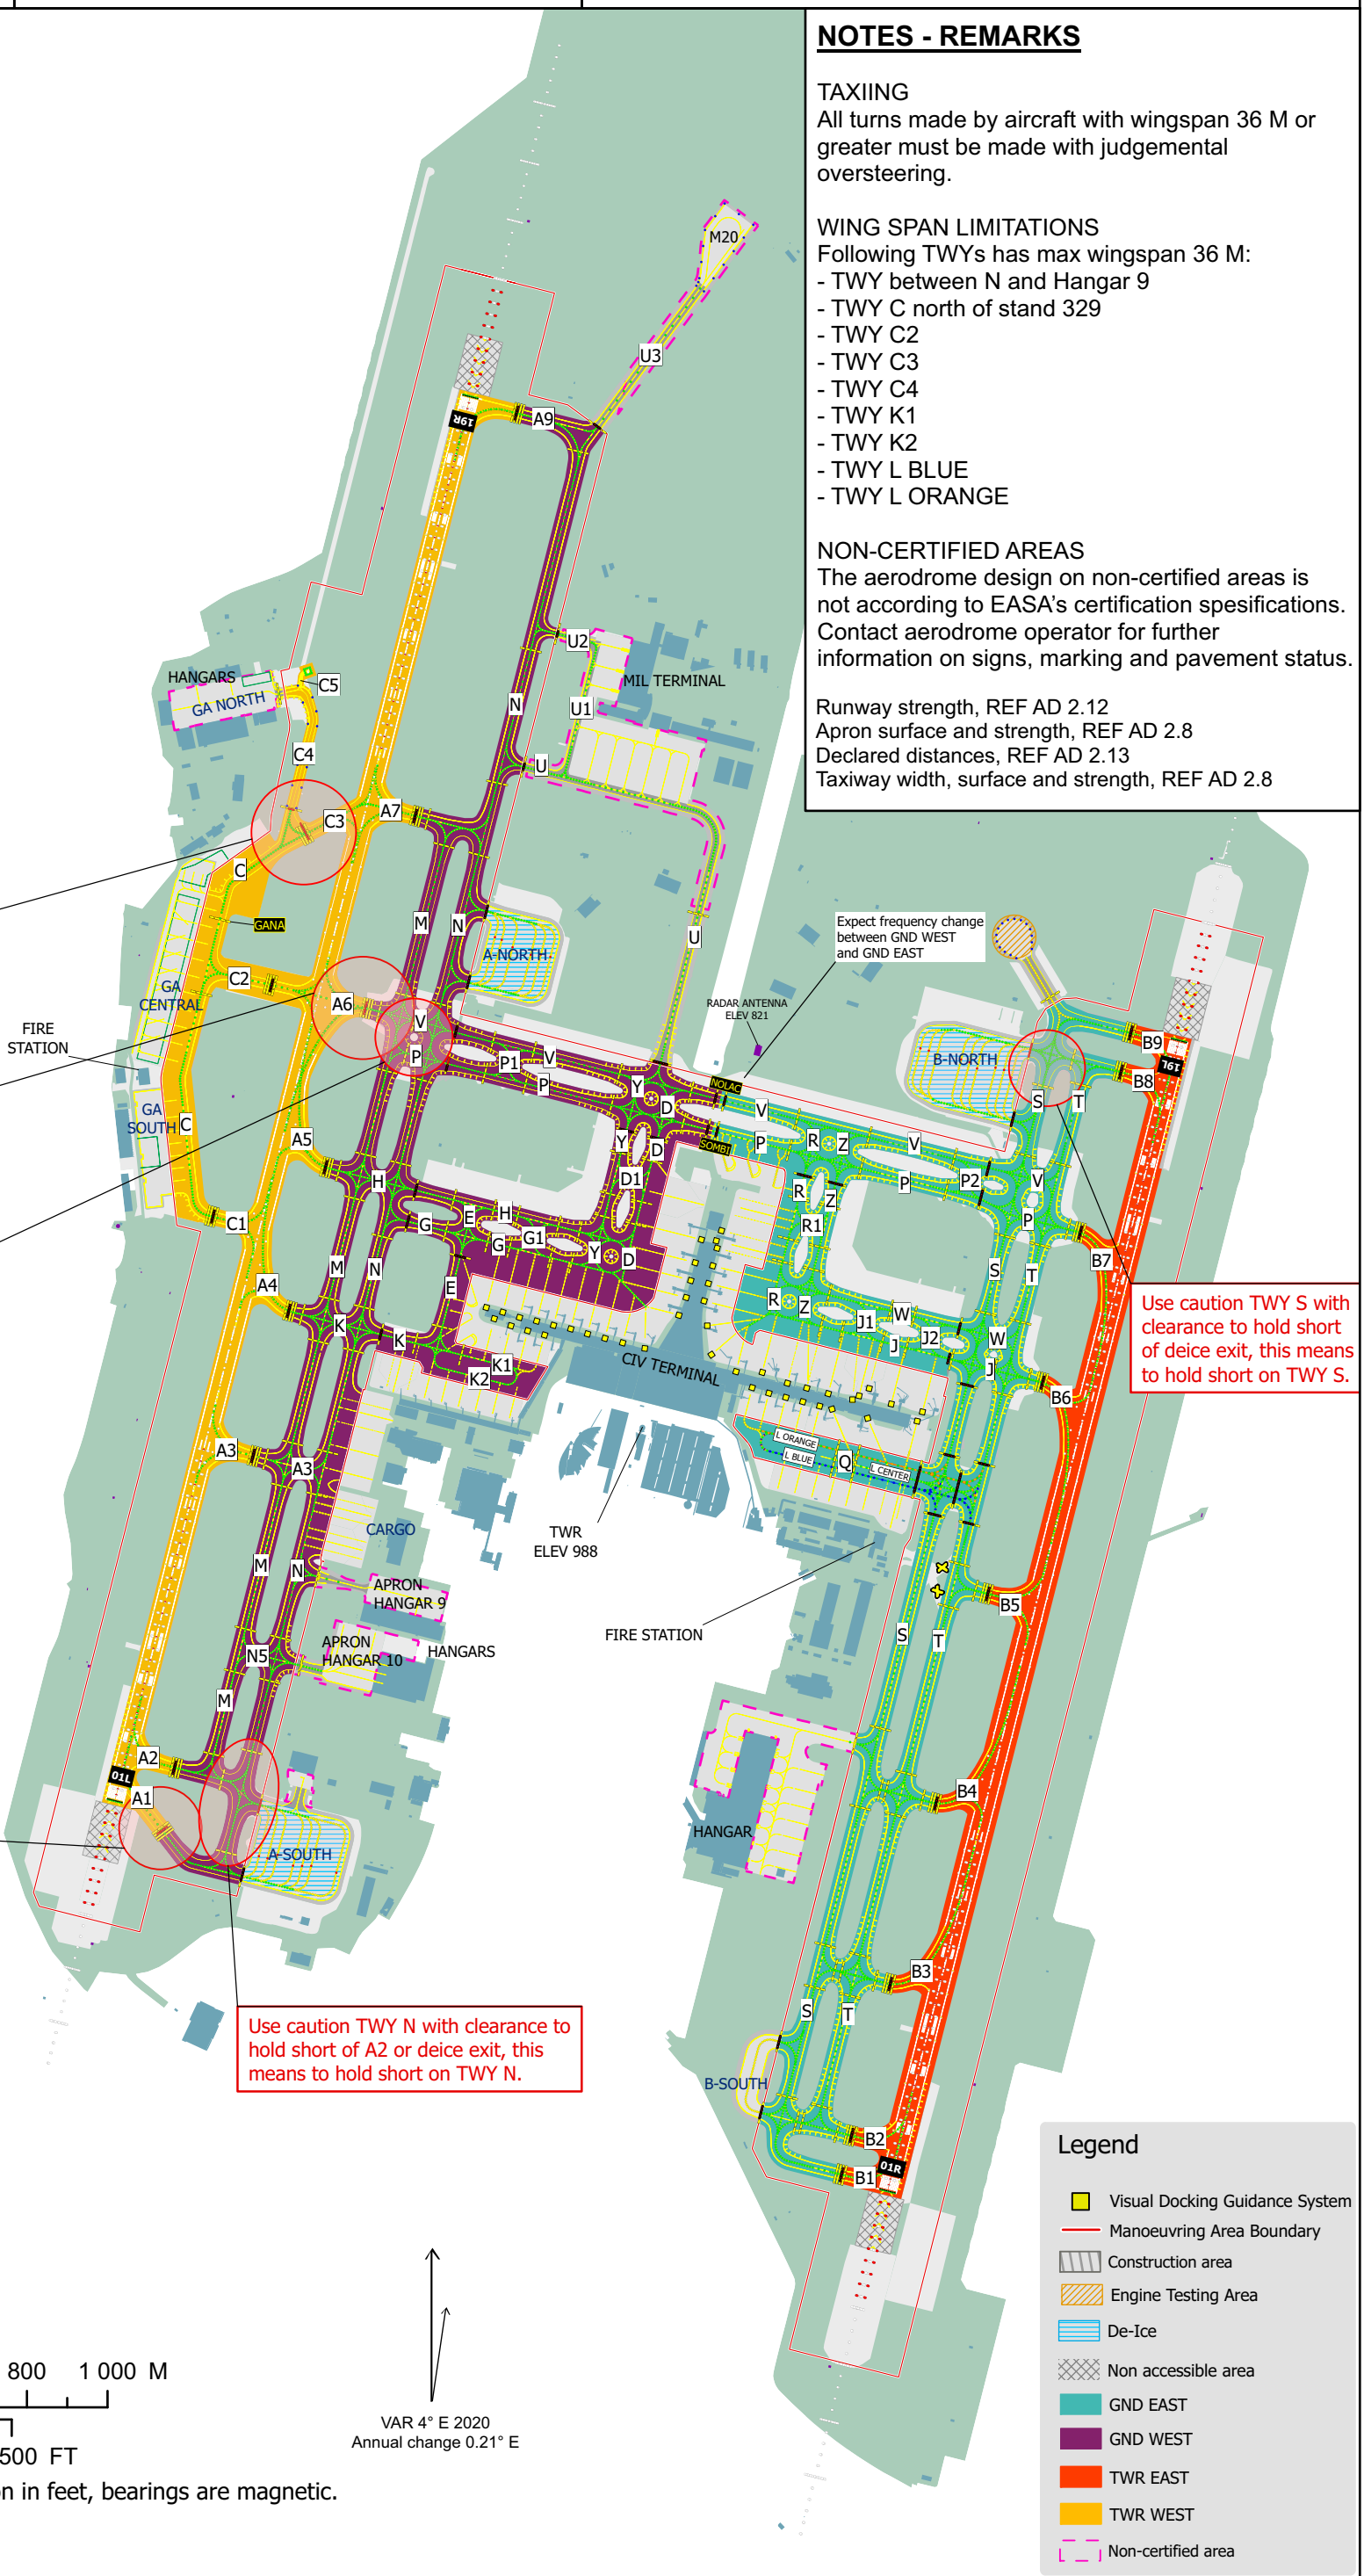 NOTES - REMARKS
TAXIING
All turns made by aircraft with wingspan 36 M or
greater must be made with judgemental
oversteering.
WING SPAN LIMITATIONS
Following TWYs has max wingspan 36 M:
- TWY between N and Hangar 9
- TWY C north of stand 329
- TWY C2
- TWY C3
- TWY C4
- TWY K1
- TWY K2
- TWY L BLUE
- TWY L ORANGE
NON-CERTIFIED AREAS
The aerodrome design on non-certified areas is
not according to EASA's certification spesifications.
Contact aerodrome operator for further
information on signs, marking and pavement status.
Runway strength, REF AD 2.12
Apron surface and strength, REF AD 2.8
Declared distances, REF AD 2.13
Taxiway width, surface and strength, REF AD 2.8
M20
U3
19R
A9
U2
MIL TERMINAL
U1
N
U
HANGARS
GA NORTH
C5
C4
C3
A7
C
GANA
M
N
A-NORTH
U
Expect frequency change
between GND WEST
and GND EAST
RADAR ANTENNA
ELEV 821
C2
GA
CENTRAL
A6
FIRE
STATION
V
P
P1
V
P
Y
D
NOLAC
V
P
SOMBI
B-NORTH
B9
19L
B8
S
T
GA
SOUTH
C
A5
Y
D
D1
R
Z
V
P
P2
V
P
R
Z
R1
B7
H
G
E
H
G
G1
Y
D
C1
M
N
E
A4
S
T
R
Z
J1
W
J
J2
W
J
Use caution TWY S with
clearance to hold short
of deice exit, this means
to hold short on TWY S.
K
K
K1
K2
CIV TERMINAL
B6
L ORANGE
L BLUE
Q
L CENTER
A3
A3
CARGO
TWR
ELEV 988
M
N
APRON
HANGAR 9
FIRE STATION
B5
S
T
APRON
HANGAR 10
HANGARS
N5
M
A2
01L
A1
A-SOUTH
B4
HANGAR
B3
S
T
Use caution TWY N with clearance to
hold short of A2 or deice exit, this
means to hold short on TWY N.
B-SOUTH
B2
01R
B1
Legend
Visual Docking Guidance System
Manoeuvring Area Boundary
Construction area
Engine Testing Area
De-Ice
Non accessible area
GND EAST
GND WEST
TWR EAST
TWR WEST
Non-certified area
800 1 000 M
500 FT
n in feet, bearings are magnetic.
VAR 4° E 2020
Annual change 0.21° E